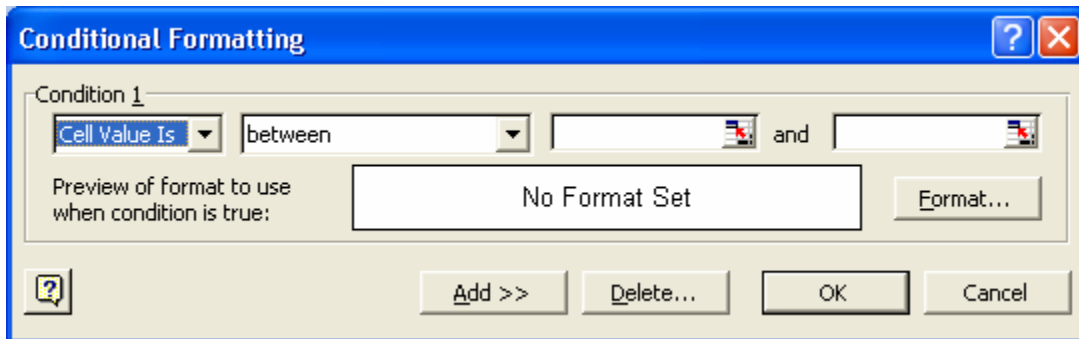 Conditional Formatting
Condition 1
Cell Value Is between and
Preview of format to use
when condition is true:
No Format Set
Format...
Add >> Delete... OK Cancel